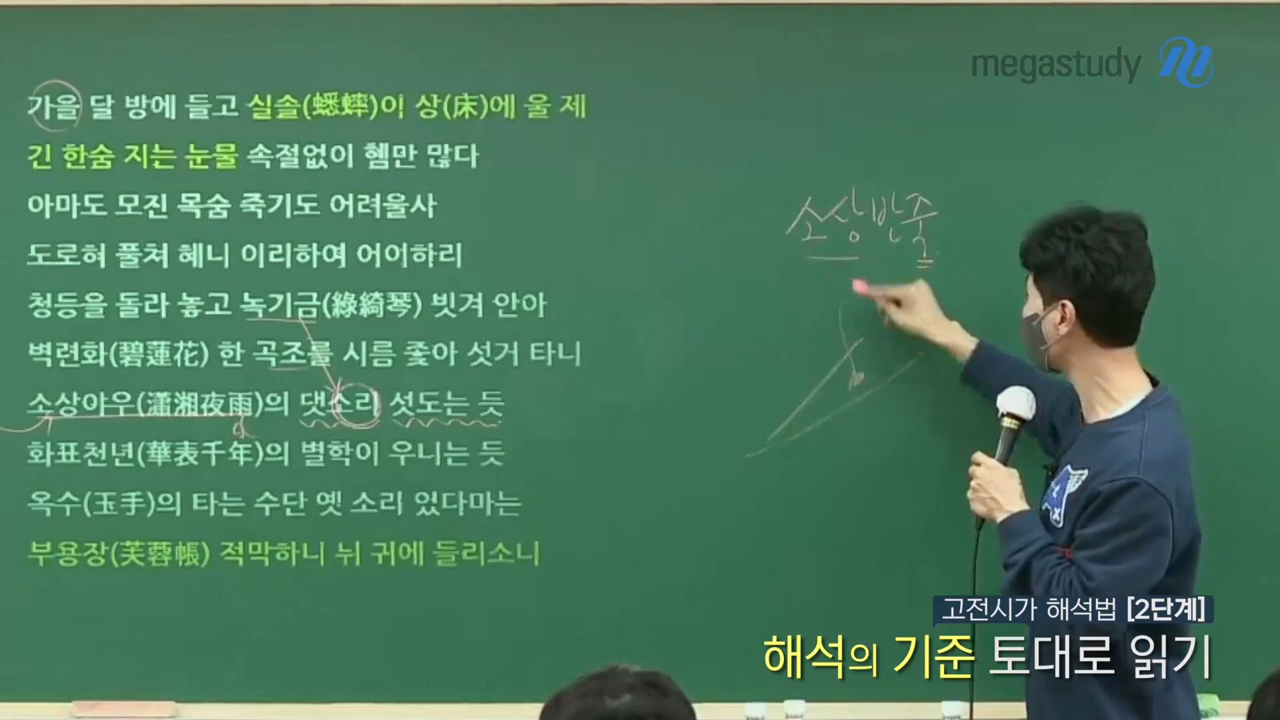 megastudy
가을 달 방에 들고 실솔(蟋蟀)이 상(床)에 울 제
긴 한숨 지는 눈물 속절없이 혬만 많다
아마도 모진 목숨 죽기도 어려울사
도로혀 풀쳐 혜니 이리하여 어이하리
청등을 돌라 놓고 녹기금(綠綺琴) 빗겨 안아
벽련화(碧蓮花) 한 곡조를 시름 좇아 섯거 타니
소상야우(瀟湘夜雨)의 댓소리 섯도는 듯
화표천년(華表千年)의 별학이 우니는 듯
옥수(玉手)의 타는 수단 옛 소리 있다마는
부용장(芙蓉帳) 적막하니 뉘 귀에 들리소니
소상반죽
고전시가 해석법 [2단계]
해석의 기준 토대로 읽기